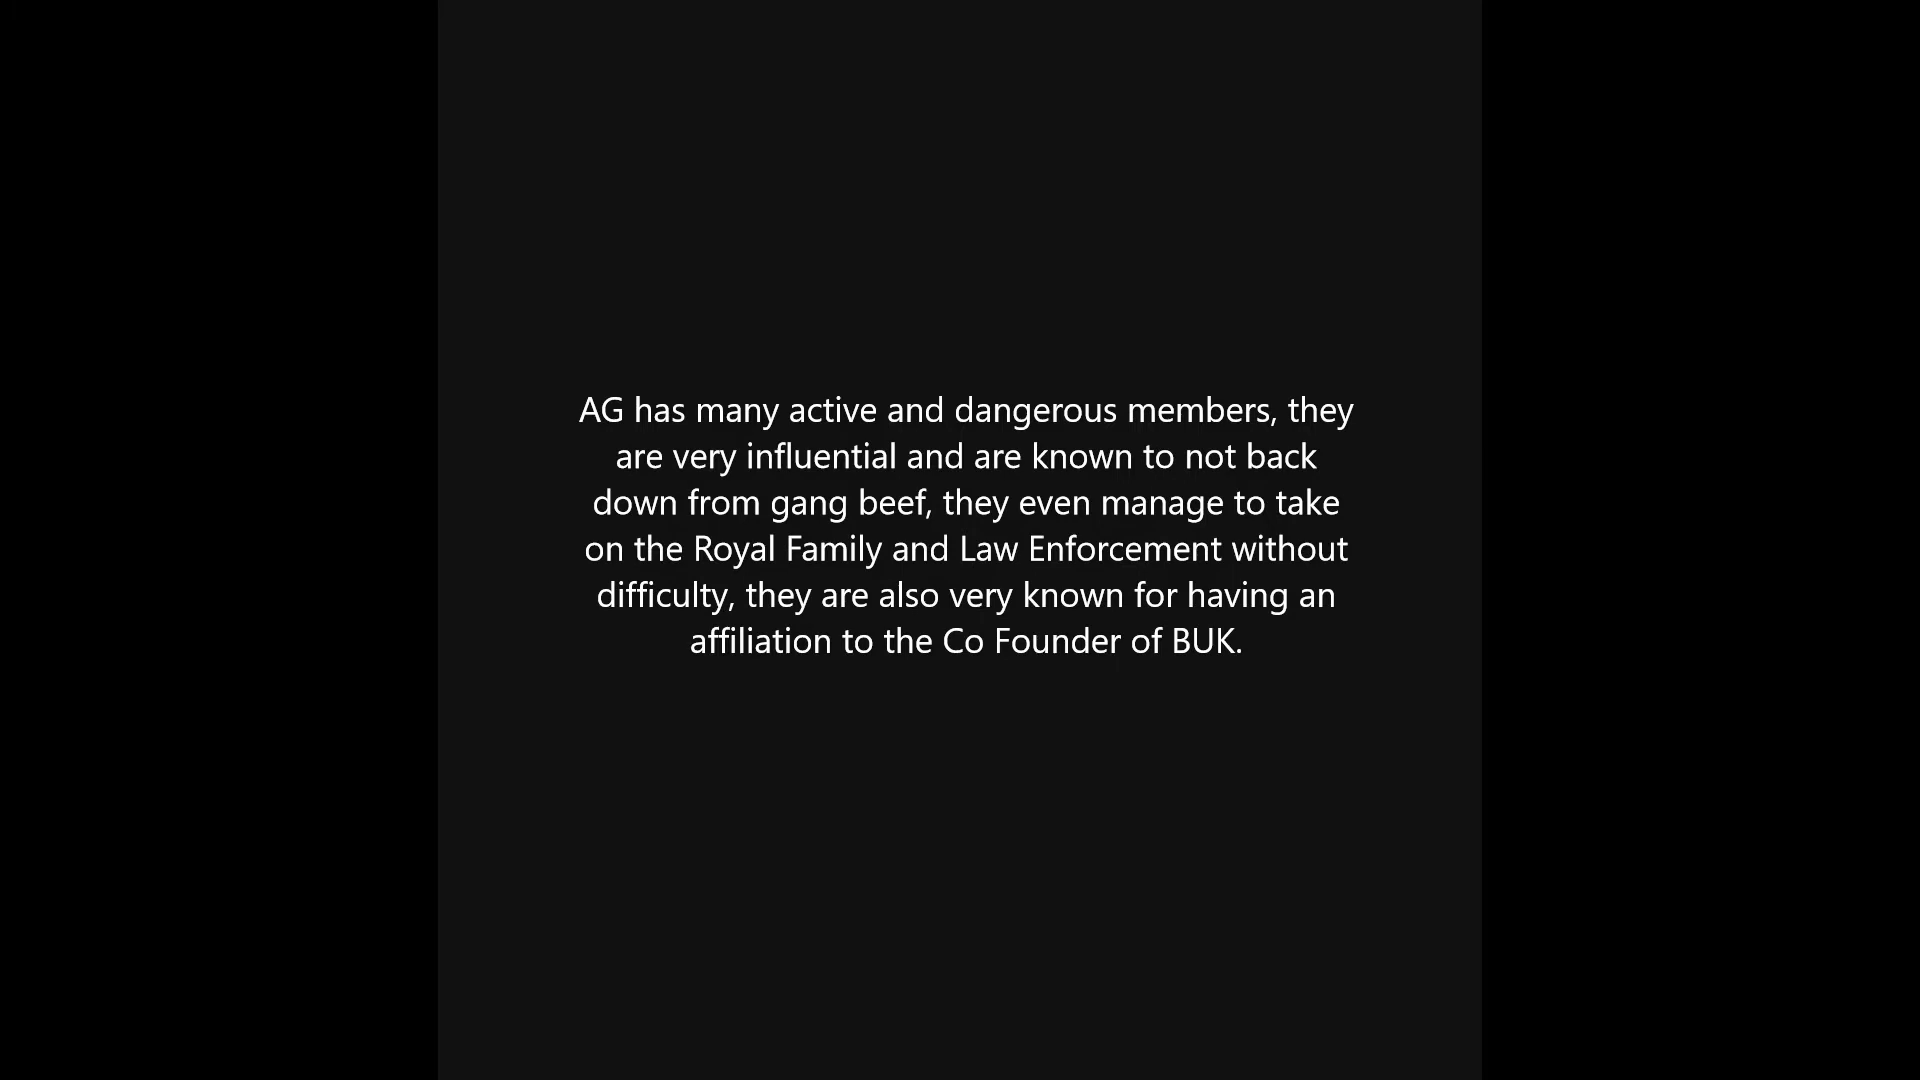 AG has many active and dangerous members, they
are very influential and are known to not back
down from gang beef, they even manage to take
on the Royal Family and Law Enforcement without
difficulty, they are also very known for having an
affiliation to the Co Founder of BUK.